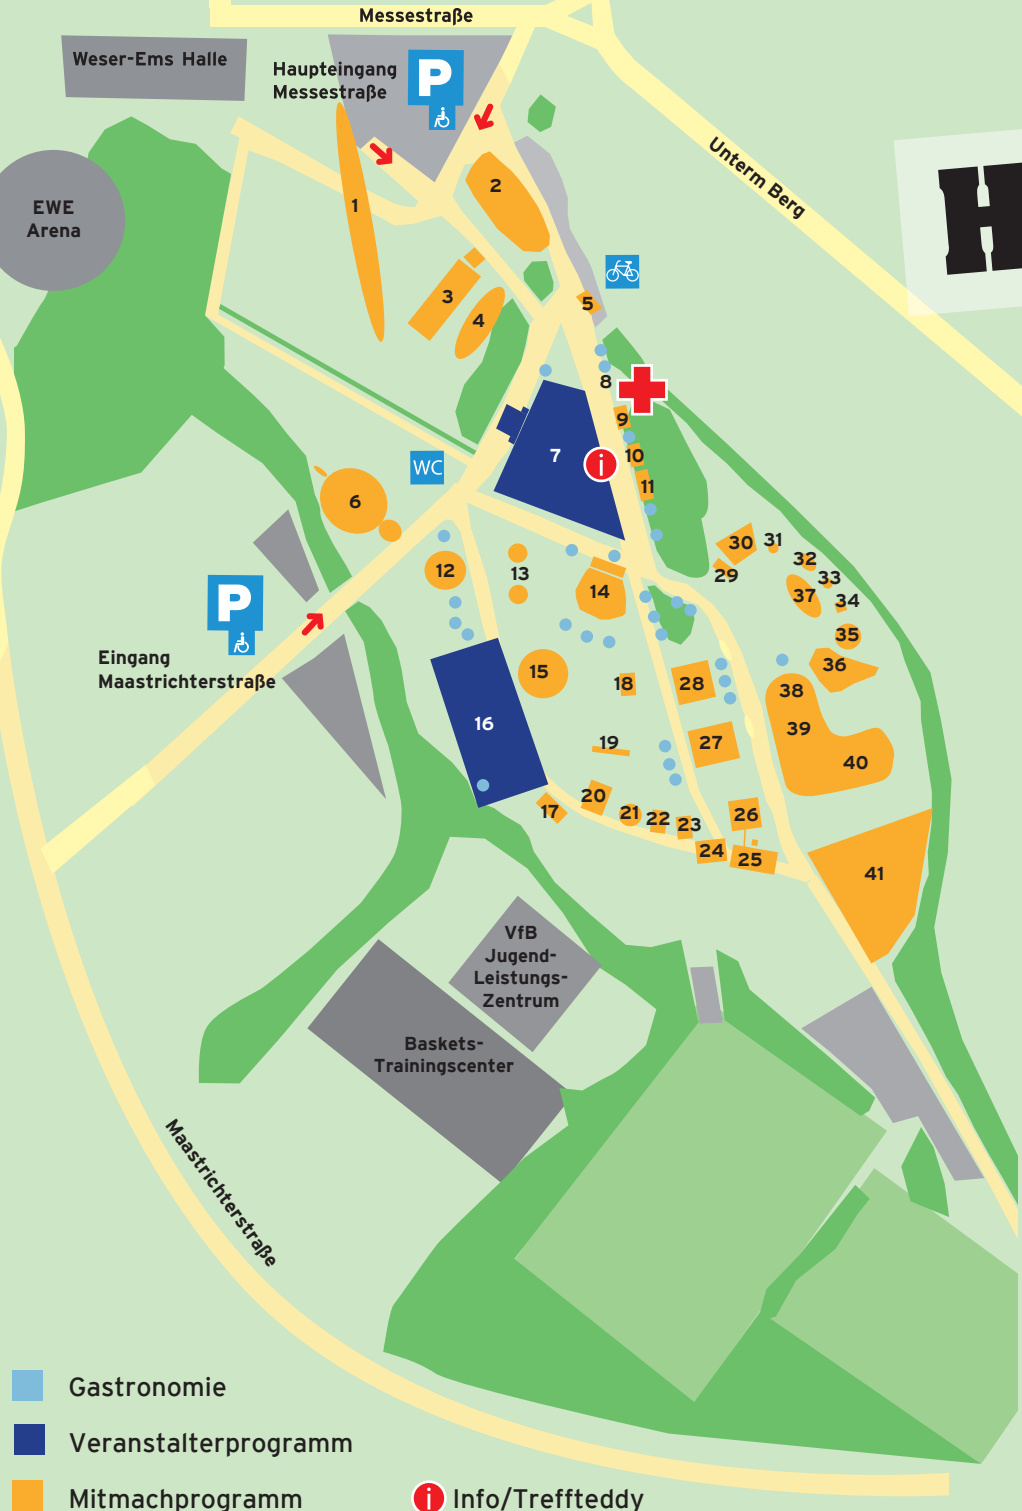 Messestraße
Weser-Ems Halle
Haupteingang
Messestraße
P
Unterm Berg
H
EWE
Arena
1
2
3
4
5
6
7
8
9
10
11
WC
i
12
13
14
15
16
17
18
19
20
21
22
23
24
25
26
27
28
29
30
31
32
33
34
35
36
37
38
39
40
41
P
Eingang
Maastrichterstraße
VfB
Jugend-
Leistungs-
Zentrum
Baskets-
Trainingscenter
Maastrichterstraße
Gastronomie
Veranstalterprogramm
Mitmachprogramm
i Info/Treffteddy